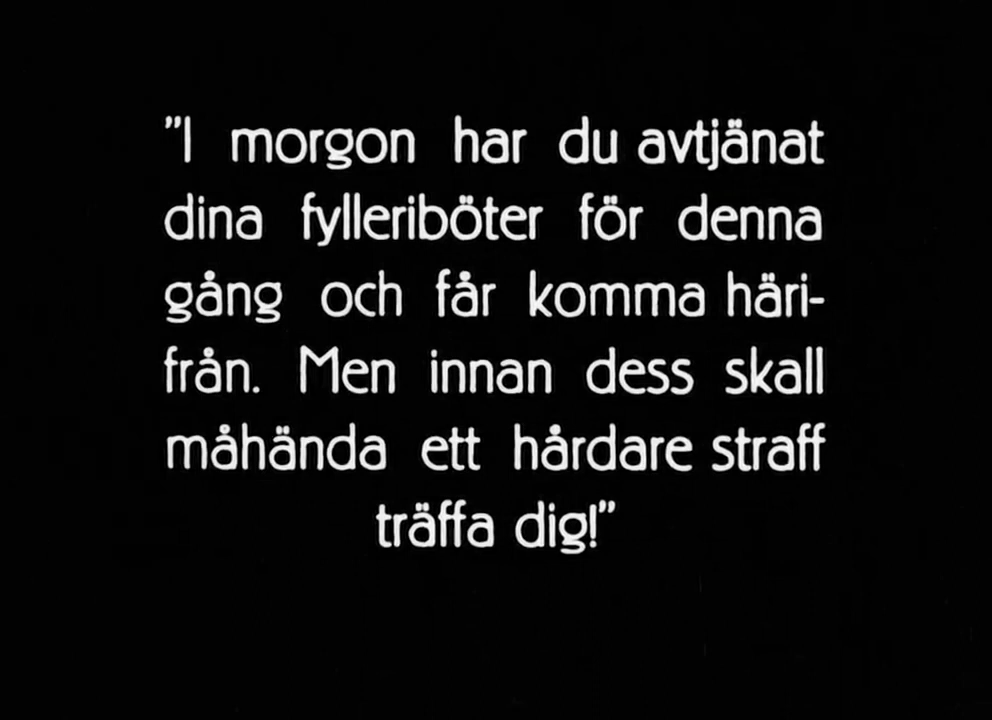 "I morgon har du avtjänat
dina fylleriböter för denna
gång och får komma häri-
från. Men innan dess skall
måhända ett hårdare straff
träffa dig!"